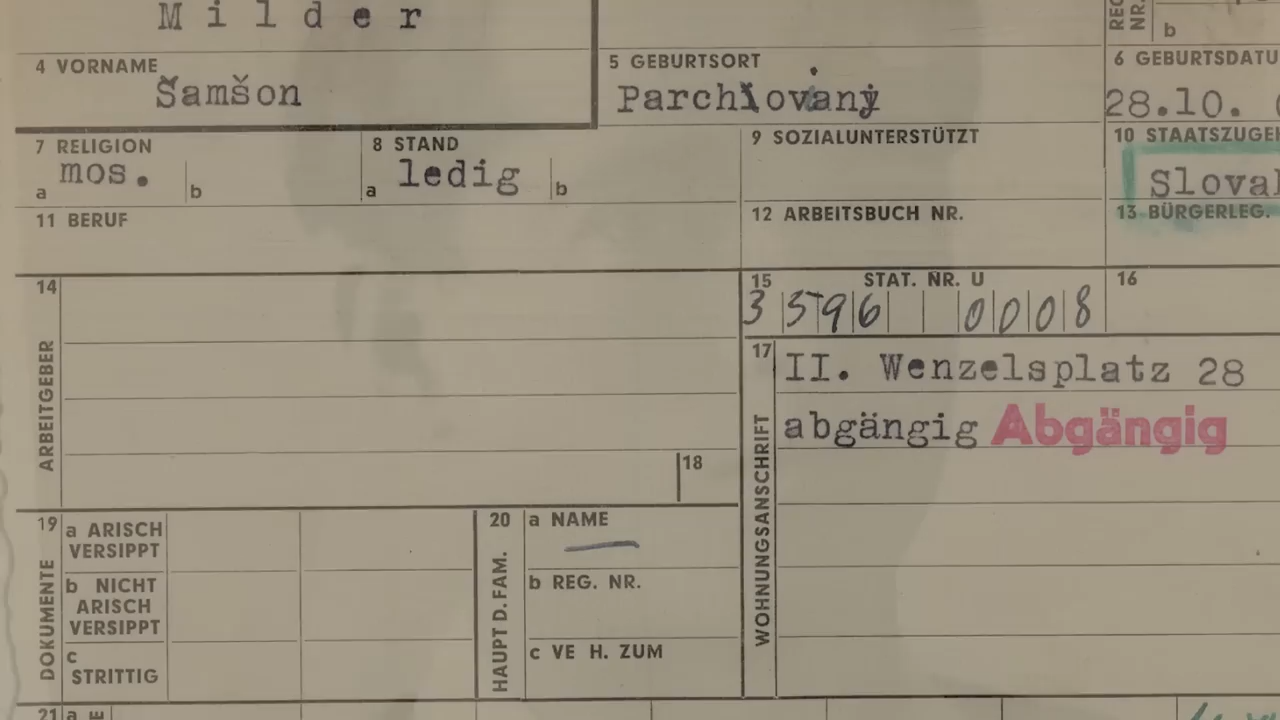 Milder
REG
NR.
b
4 VORNAME
Šamšon
5 GEBURTSORT
Parchiovaný
6 GEBURTSDATU
28.10.
7 RELIGION
a mos. b
8 STAND
a ledig b
9 SOZIALUNTERSTÜTZT
10 STAATSZUGE
Slova
11 BERUF
12 ARBEITSBUCH NR.
13 BÜRGERLEG.
14
ARBEITGEBER
15 STAT. NR. U
3596 0008
16
17
WOHNUNGSANSCHRIFT
II. Wenzelsplatz 28
abgängig Abgängig
18
19
DOKUMENTE
a ARISCH
VERSIPPT
b NICHT
ARISCH
VERSIPPT
c
STRITTIG
20
HAUPT D. FAM.
a NAME
b REG. NR.
c VE H. ZUM
21 a